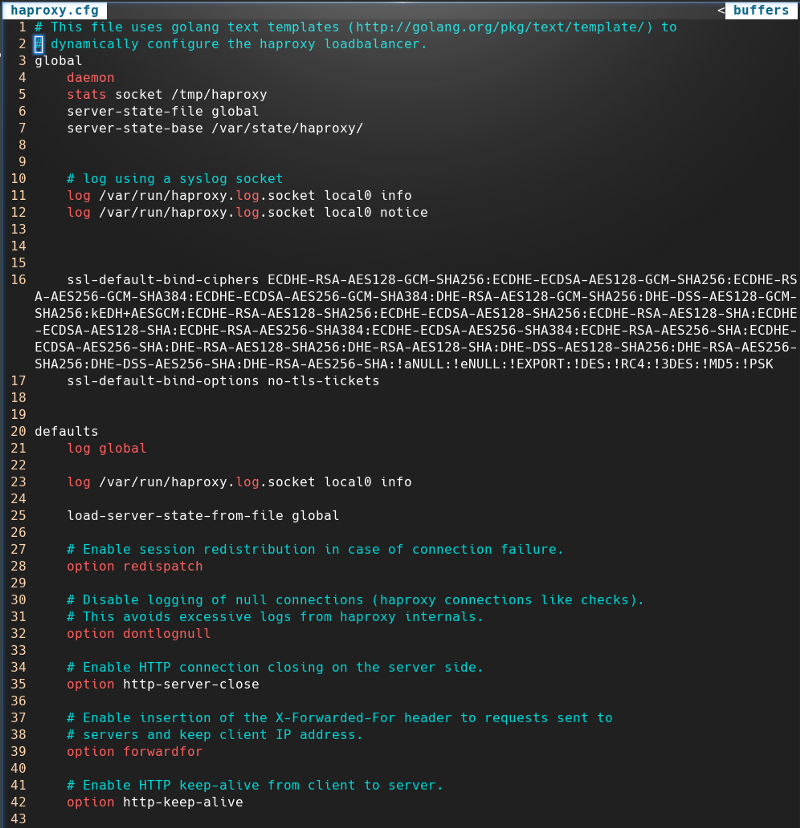 haproxy.cfg < buffers
1 # This file uses golang text templates (http://golang.org/pkg/text/template/) to
2 # dynamically configure the haproxy loadbalancer.
3 global
4 daemon
5 stats socket /tmp/haproxy
6 server-state-file global
7 server-state-base /var/state/haproxy/
8
9
10 # log using a syslog socket
11 log /var/run/haproxy.log.socket local0 info
12 log /var/run/haproxy.log.socket local0 notice
13
14
15
16 ssl-default-bind-ciphers ECDHE-RSA-AES128-GCM-SHA256:ECDHE-ECDSA-AES128-GCM-SHA256:ECDHE-RS
A-AES256-GCM-SHA384:ECDHE-ECDSA-AES256-GCM-SHA384:DHE-RSA-AES128-GCM-SHA256:DHE-DSS-AES128-GCM-
SHA256:kEDH+AESGCM:ECDHE-RSA-AES128-SHA256:ECDHE-ECDSA-AES128-SHA256:ECDHE-RSA-AES128-SHA:ECDHE
-ECDSA-AES128-SHA:ECDHE-RSA-AES256-SHA384:ECDHE-ECDSA-AES256-SHA384:ECDHE-RSA-AES256-SHA:ECDHE-
ECDSA-AES256-SHA:DHE-RSA-AES128-SHA256:DHE-RSA-AES128-SHA:DHE-DSS-AES128-SHA256:DHE-RSA-AES256-
SHA256:DHE-DSS-AES256-SHA:DHE-RSA-AES256-SHA:!aNULL:!eNULL:!EXPORT:!DES:!RC4:!3DES:!MD5:!PSK
17 ssl-default-bind-options no-tls-tickets
18
19
20 defaults
21 log global
22
23 log /var/run/haproxy.log.socket local0 info
24
25 load-server-state-from-file global
26
27 # Enable session redistribution in case of connection failure.
28 option redispatch
29
30 # Disable logging of null connections (haproxy connections like checks).
31 # This avoids excessive logs from haproxy internals.
32 option dontlognull
33
34 # Enable HTTP connection closing on the server side.
35 option http-server-close
36
37 # Enable insertion of the X-Forwarded-For header to requests sent to
38 # servers and keep client IP address.
39 option forwardfor
40
41 # Enable HTTP keep-alive from client to server.
42 option http-keep-alive
43